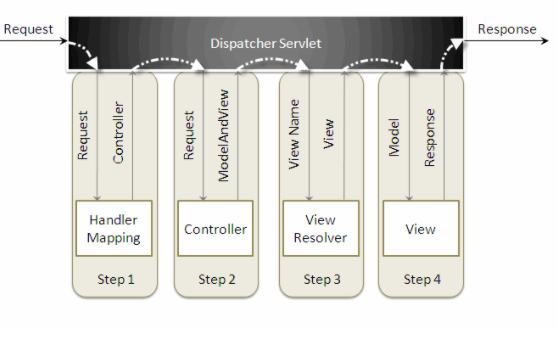 Request
Dispatcher Servlet
Response
Request
Controller
Request
ModelAndView
View Name
View
Model
Response
Handler
Mapping
Controller
View
Resolver
View
Step 1
Step 2
Step 3
Step 4